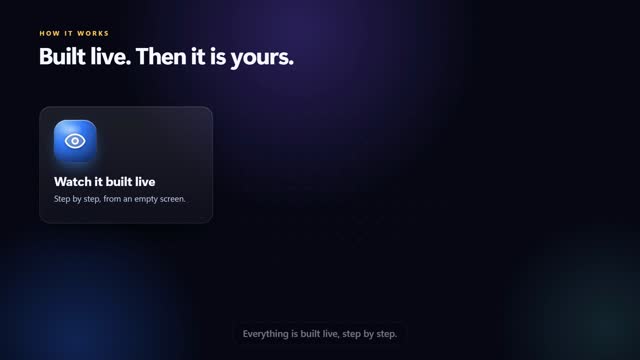 HOW IT WORKS
Built live. Then it is yours.
Watch it built live
Step by step, from an empty screen.
Everything is built live, step by step.